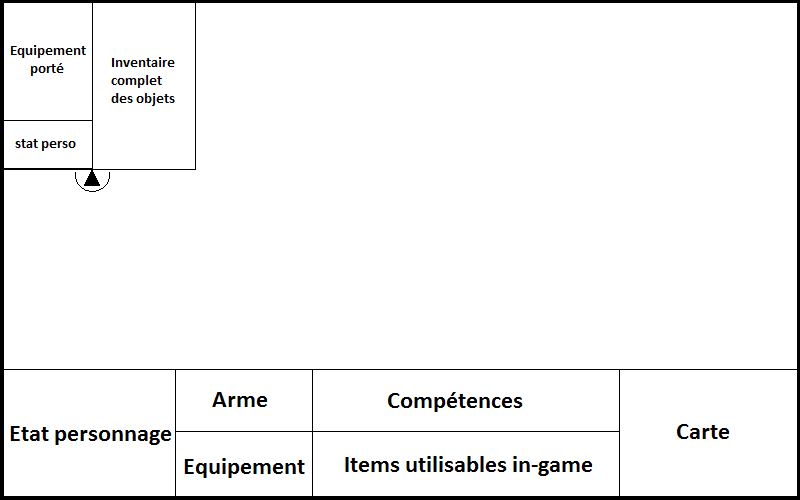 Equipement
porté
Inventaire
complet
des objets
stat perso
Arme
Compétences
Etat personnage
Carte
Equipement
Items utilisables in-game